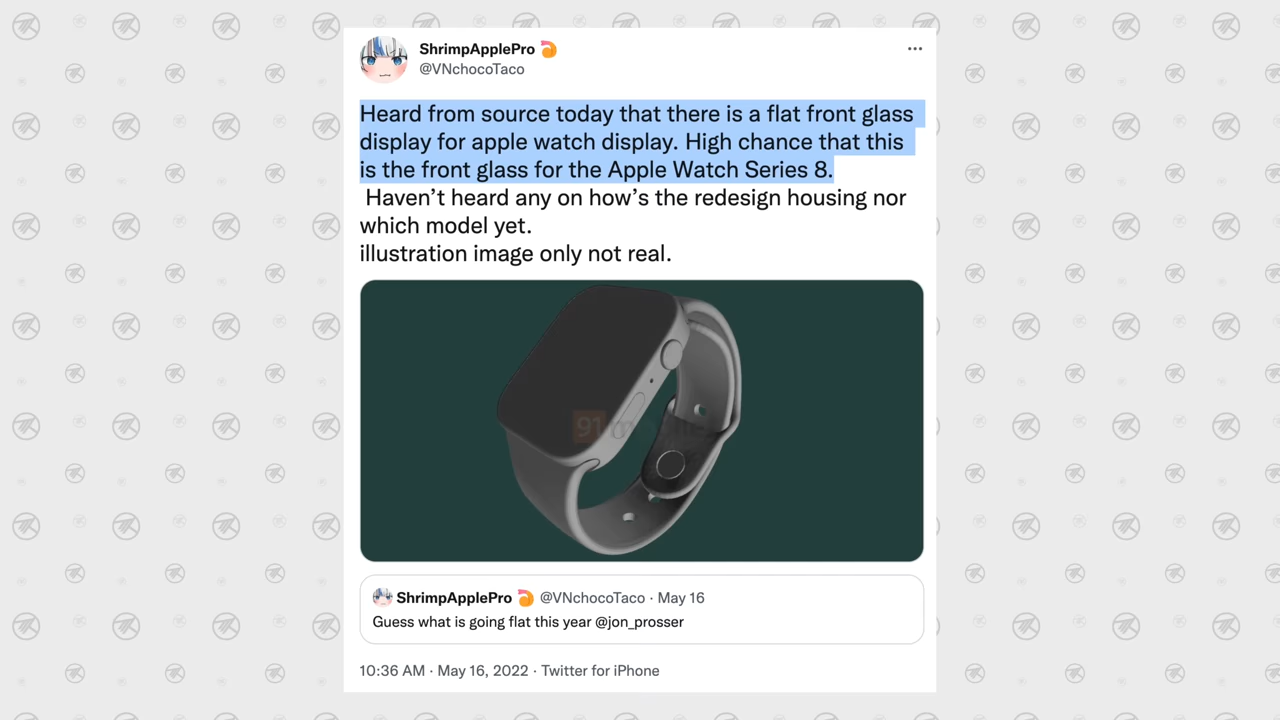 ShrimpApplePro 🍤
@VNchocoTaco
Heard from source today that there is a flat front glass
display for apple watch display. High chance that this
is the front glass for the Apple Watch Series 8.
Haven’t heard any on how’s the redesign housing nor
which model yet.
illustration image only not real.
91mobiles
ShrimpApplePro 🍤 @VNchocoTaco · May 16
Guess what is going flat this year @jon_prosser
10:36 AM · May 16, 2022 · Twitter for iPhone